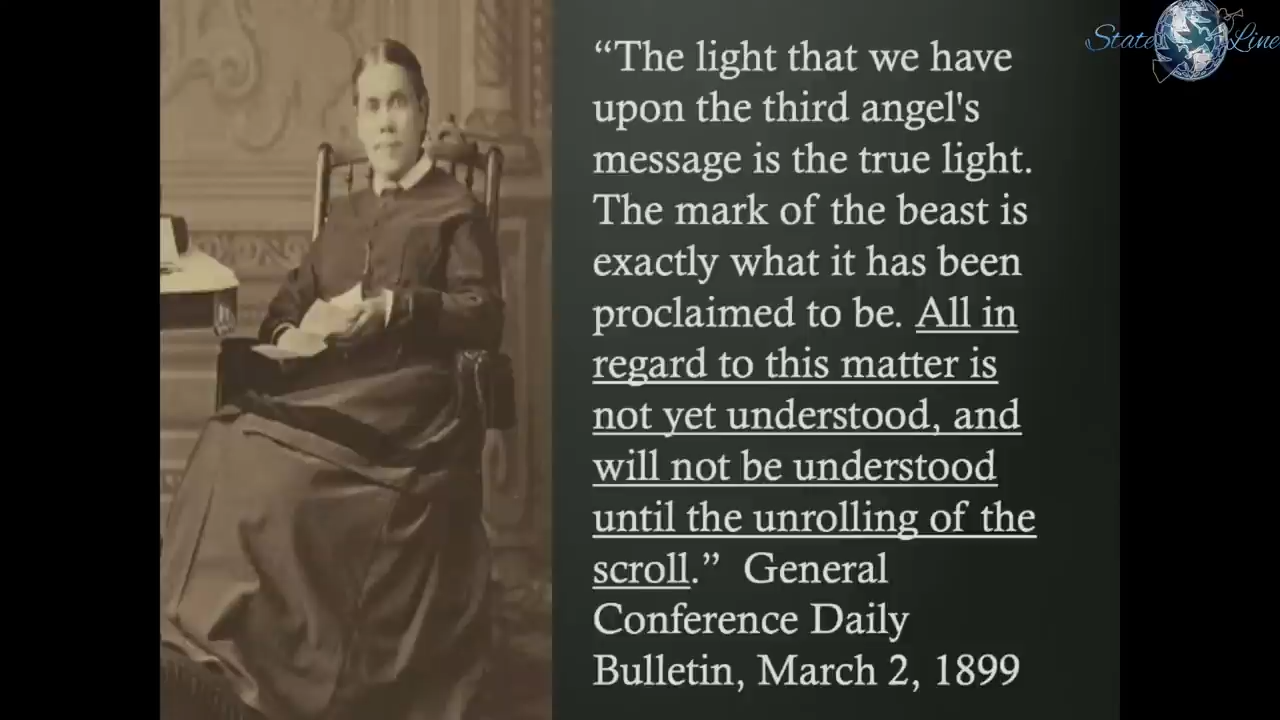 State Line
“The light that we have
upon the third angel's
message is the true light.
The mark of the beast is
exactly what it has been
proclaimed to be. All in
regard to this matter is
not yet understood, and
will not be understood
until the unrolling of the
scroll.” General
Conference Daily
Bulletin, March 2, 1899